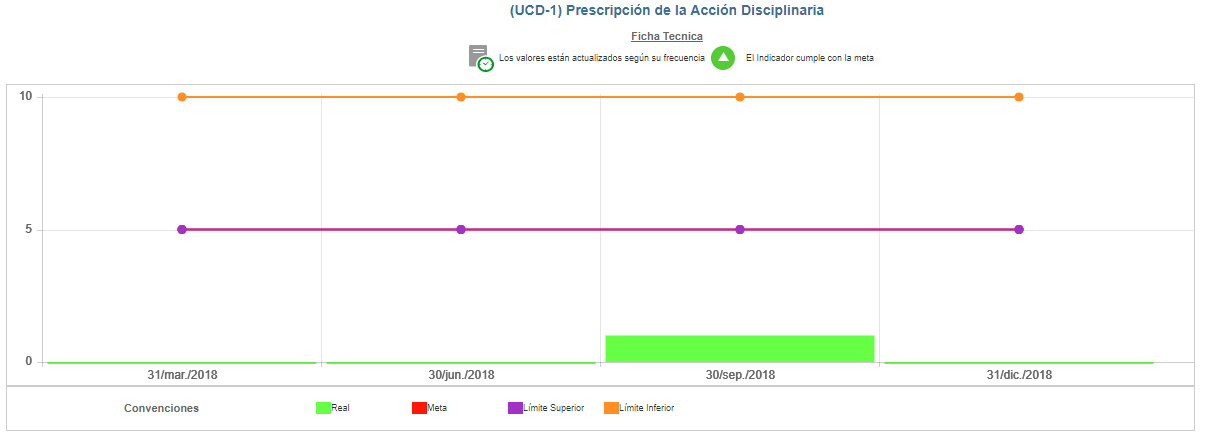 (UCD-1) Prescripción de la Acción Disciplinaria
Ficha Tecnica
Los valores están actualizados según su frecuencia El Indicador cumple con la meta
10
5
0
31/mar./2018 30/jun./2018 30/sep./2018 31/dic./2018
Convenciones Real Meta Límite Superior Límite Inferior